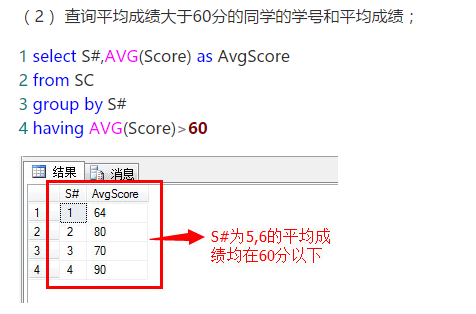 （2）查询平均成绩大于60分的同学的学号和平均成绩；
1 select S#,AVG(Score) as AvgScore
2 from SC
3 group by S#
4 having AVG(Score)>60
结果 消息
S# AvgScore
1 1 64
2 2 80
3 3 70
4 4 90
S#为5,6的平均成
绩均在60分以下